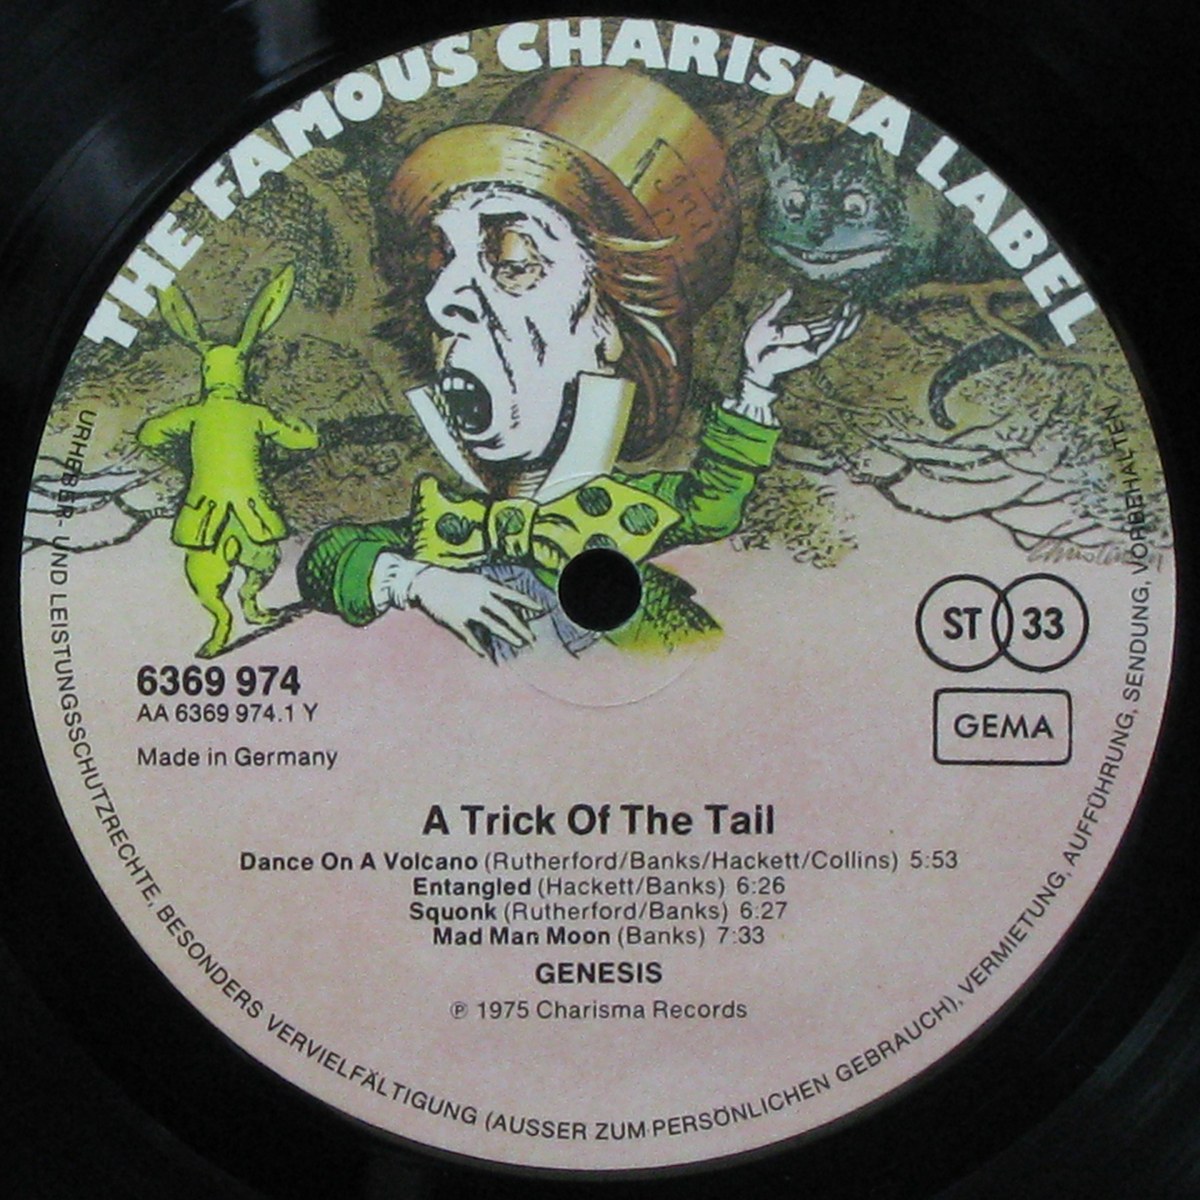 THE FAMOUS CHARISMA LABEL
ST 33
GEMA
6369 974
AA 6369 974.1 Y
Made in Germany
A Trick Of The Tail
Dance On A Volcano (Rutherford/Banks/Hackett/Collins) 5:53
Entangled (Hackett/Banks) 6:26
Squonk (Rutherford/Banks) 6:27
Mad Man Moon (Banks) 7:33
GENESIS
℗ 1975 Charisma Records
URHEBER- UND LEISTUNGSSCHUTZRECHTE, BESONDERS VERVIELFÄLTIGUNG (AUSSER ZUM PERSÖNLICHEN GEBRAUCH), VERMIETUNG, AUFFÜHRUNG, SENDUNG, VORBEHALTEN